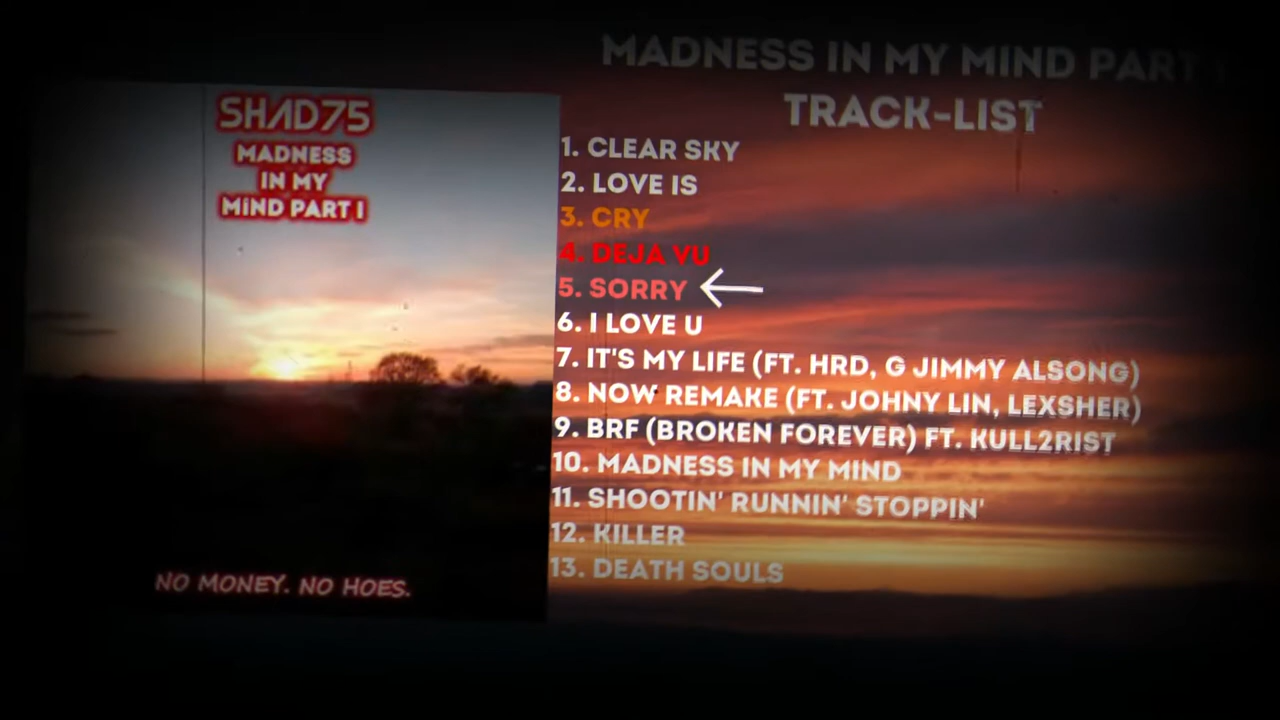 SHAD75
MADNESS
IN MY
MIND PART I
NO MONEY. NO HOES.
MADNESS IN MY MIND PART I
TRACK-LIST
1. CLEAR SKY
2. LOVE IS
3. CRY
4. DEJA VU
5. SORRY
6. I LOVE U
7. IT'S MY LIFE (FT. HRD, G JIMMY ALSONG)
8. NOW REMAKE (FT. JOHNY LIN, LEXSHER)
9. BRF (BROKEN FOREVER) FT. KULL2RIST
10. MADNESS IN MY MIND
11. SHOOTIN' RUNNIN' STOPPIN'
12. KILLER
13. DEATH SOULS